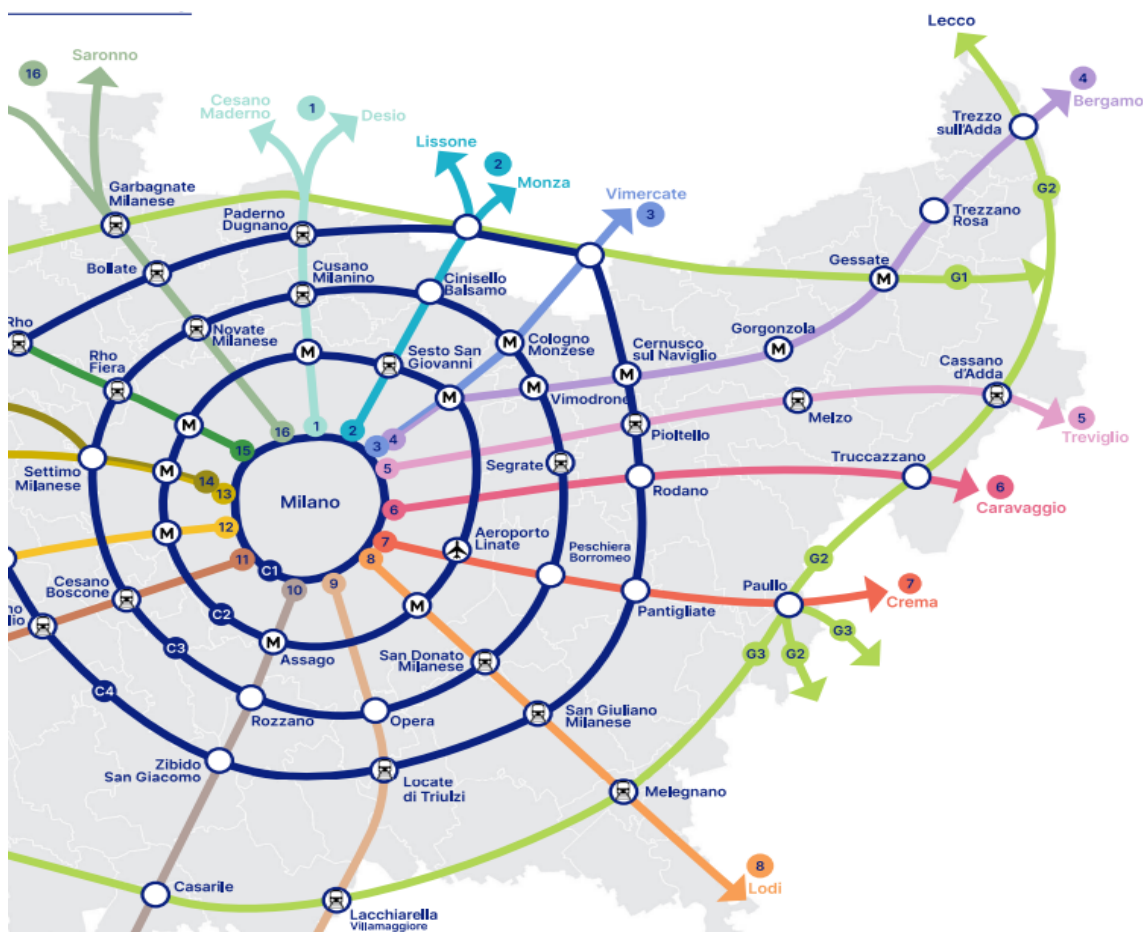 Lecco
Saronno
16
4
Bergamo
Cesano
Maderno
1
Desio
Trezzo
sull'Adda
Lissone
2
Monza
G2
Vimercate
3
Garbagnate
Milanese
Paderno
Dugnano
Trezzano
Rosa
Bollate
Cusano
Milanino
Cinisello
Balsamo
Gessate
M
G1
Rho
Novate
Milanese
Gorgonzola
M
Rho
Fiera
M
Sesto San
Giovanni
M
Cologno
Monzese
Cernusco
sul Naviglio
M
Cassano
d'Adda
M
M
Vimodrone
Melzo
5
Treviglio
M
16
1
2
3
4
Pioltello
15
5
Settimo
Milanese
M
14
13
Milano
Segrate
Rodano
Truccazzano
6
Caravaggio
6
M
12
7
Aeroporto
Linate
11
8
Peschiera
Borromeo
G2
C1
10
9
Cesano
Boscone
Paullo
7
Crema
Pantigliate
C2
M
G3
M
Assago
C3
San Donato
Milanese
G3
G2
C4
Rozzano
Opera
San Giuliano
Milanese
Zibido
San Giacomo
Locate
di Triulzi
Melegnano
8
Lodi
Casarile
Lacchiarella
Villamaggiore